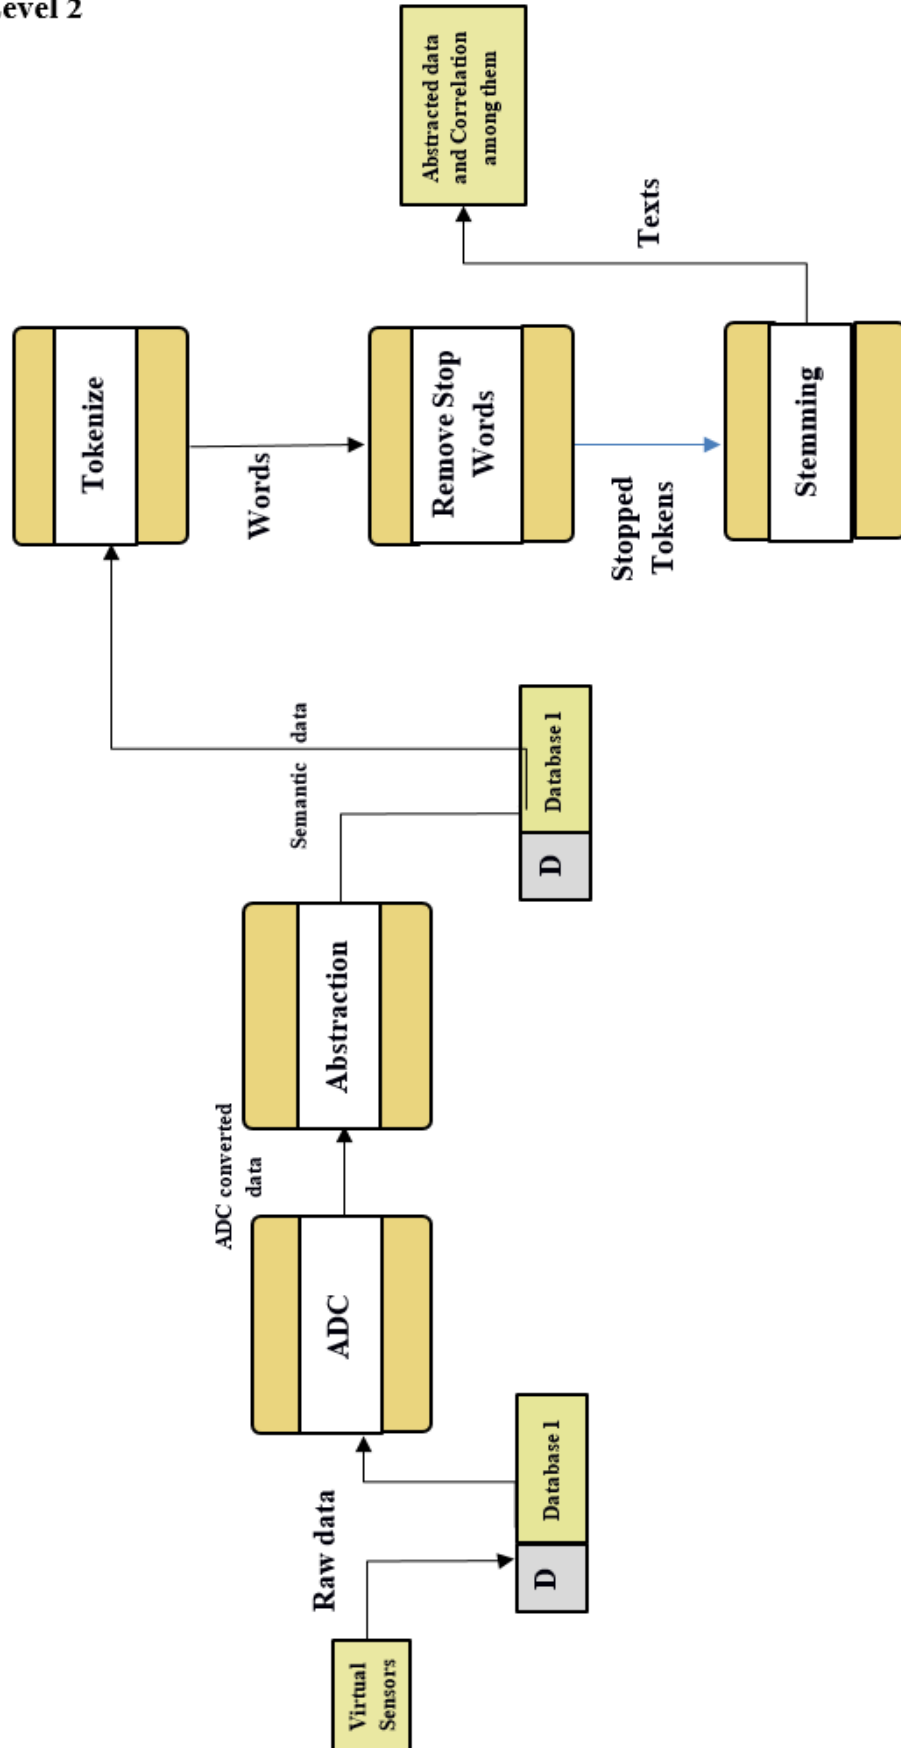 Level 2
Virtual
Sensors
Raw data
D
Database 1
ADC
ADC converted
data
Abstraction
Semantic data
D
Database 1
Tokenize
Words
Remove Stop
Words
Stopped
Tokens
Stemming
Texts
Abstracted data
and Correlation
among them